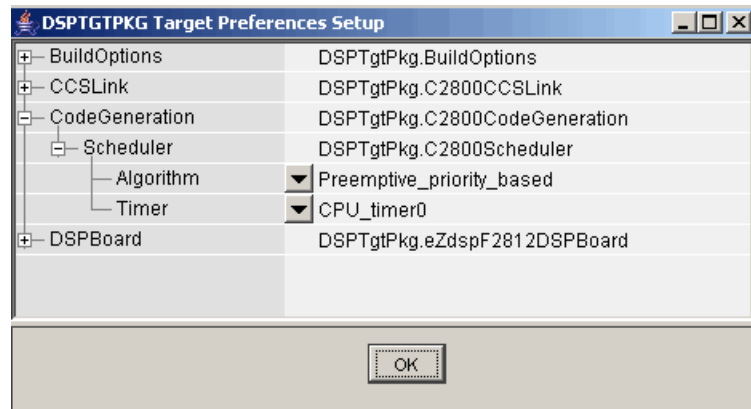 DSPTGTPKG Target Preferences Setup
BuildOptions DSPTgtPkg.BuildOptions
CCSLink DSPTgtPkg.C2800CCSLink
CodeGeneration DSPTgtPkg.C2800CodeGeneration
Scheduler DSPTgtPkg.C2800Scheduler
Algorithm Preemptive_priority_based
Timer CPU_timer0
DSPBoard DSPTgtPkg.eZdspF2812DSPBoard
OK